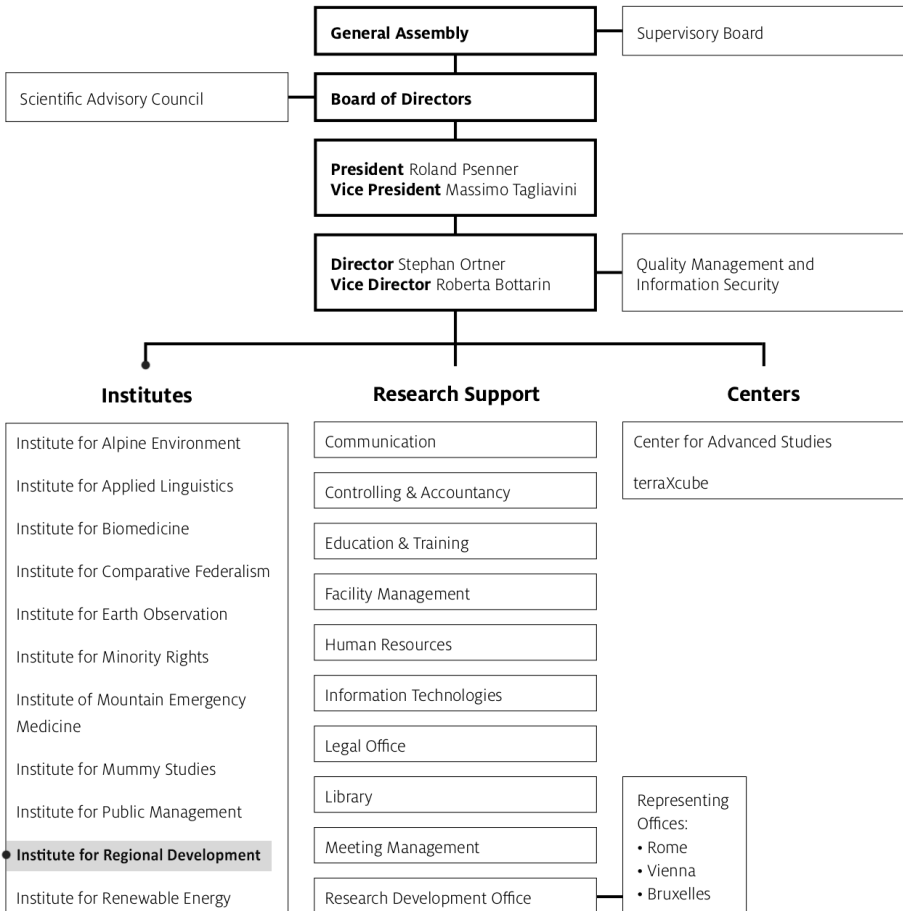 General Assembly
Supervisory Board
Scientific Advisory Council
Board of Directors
President Roland Psenner
Vice President Massimo Tagliavini
Director Stephan Ortner
Vice Director Roberta Bottarin
Quality Management and
Information Security
Institutes
Institute for Alpine Environment
Institute for Applied Linguistics
Institute for Biomedicine
Institute for Comparative Federalism
Institute for Earth Observation
Institute for Minority Rights
Institute of Mountain Emergency
Medicine
Institute for Mummy Studies
Institute for Public Management
Institute for Regional Development
Institute for Renewable Energy
Research Support
Communication
Controlling & Accountancy
Education & Training
Facility Management
Human Resources
Information Technologies
Legal Office
Library
Meeting Management
Research Development Office
Representing
Offices:
• Rome
• Vienna
• Bruxelles
Centers
Center for Advanced Studies
terraXcube